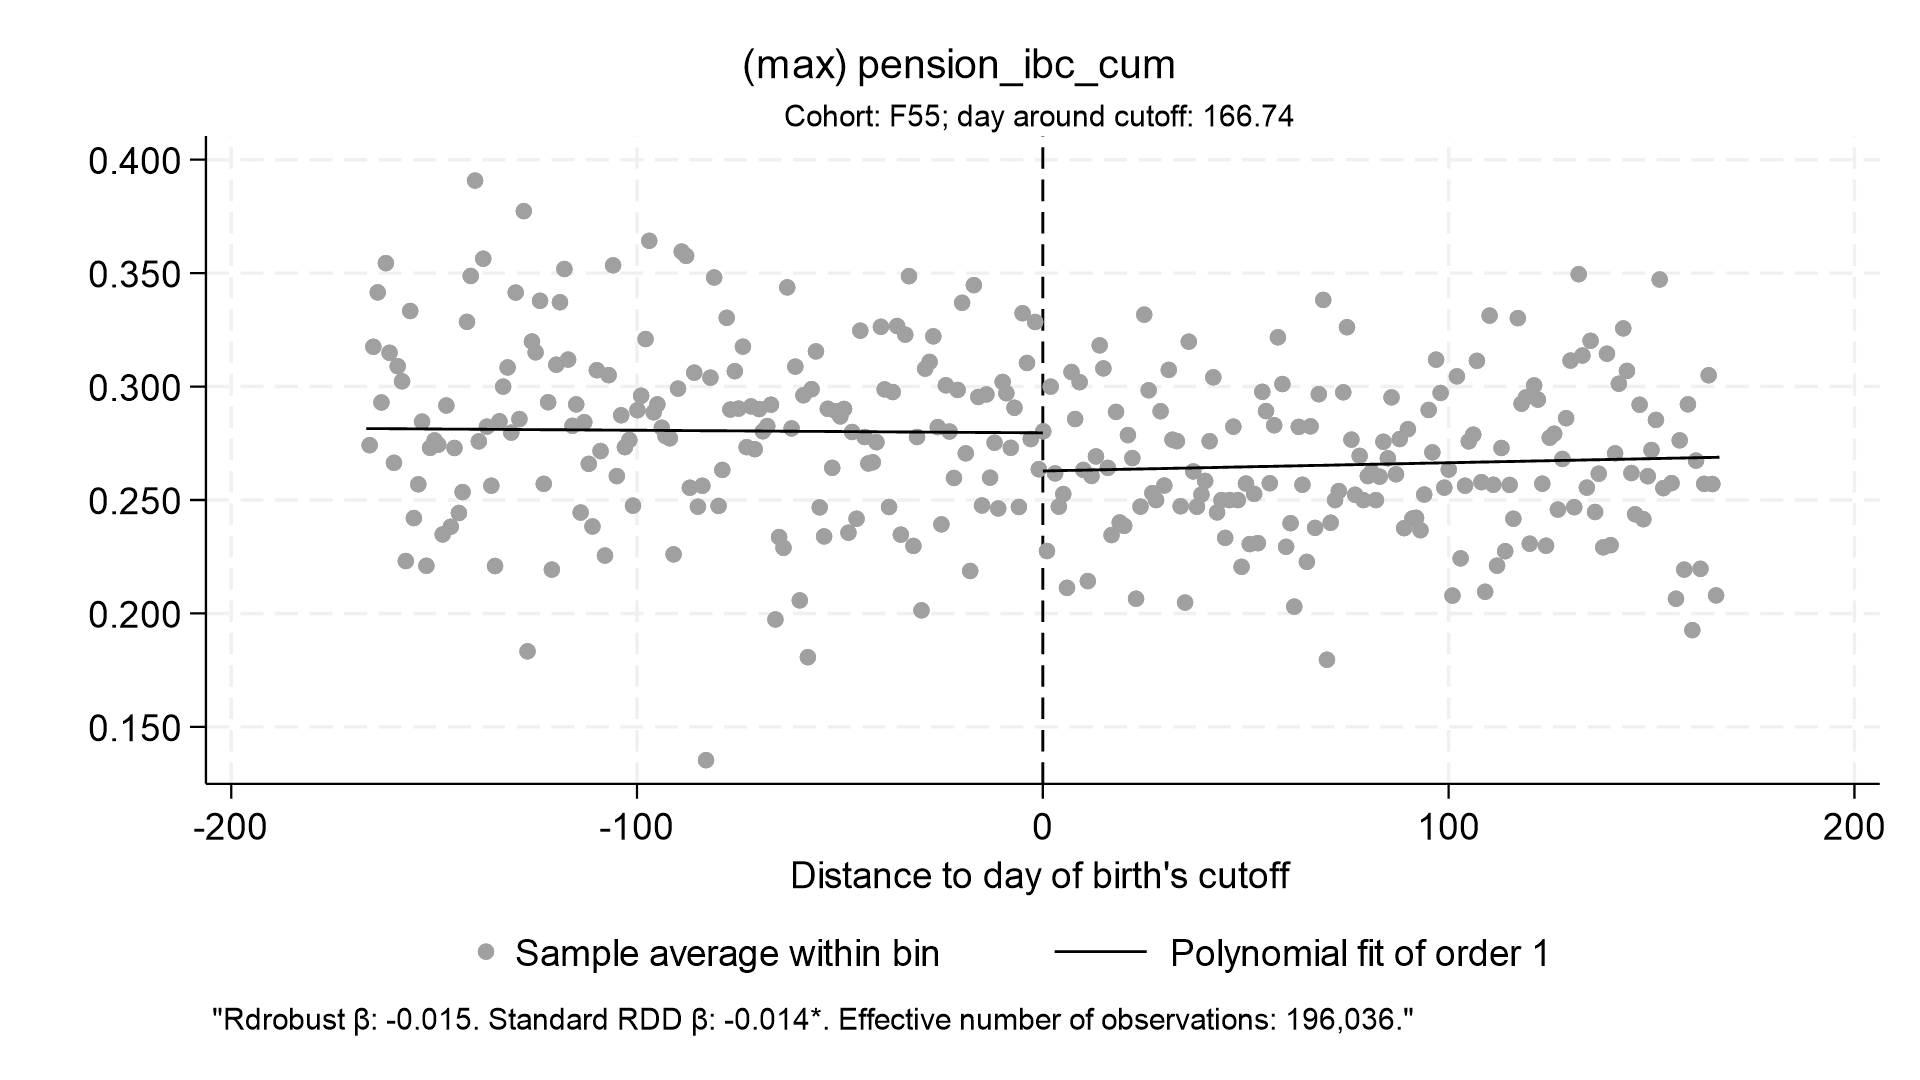 (max) pension_ibc_cum
Cohort: F55; day around cutoff: 166.74
0.400
0.350
0.300
0.250
0.200
0.150
-200 -100 0 100 200
Distance to day of birth's cutoff
Sample average within bin Polynomial fit of order 1
"Rdrobust β: -0.015. Standard RDD β: -0.014*. Effective number of observations: 196,036."